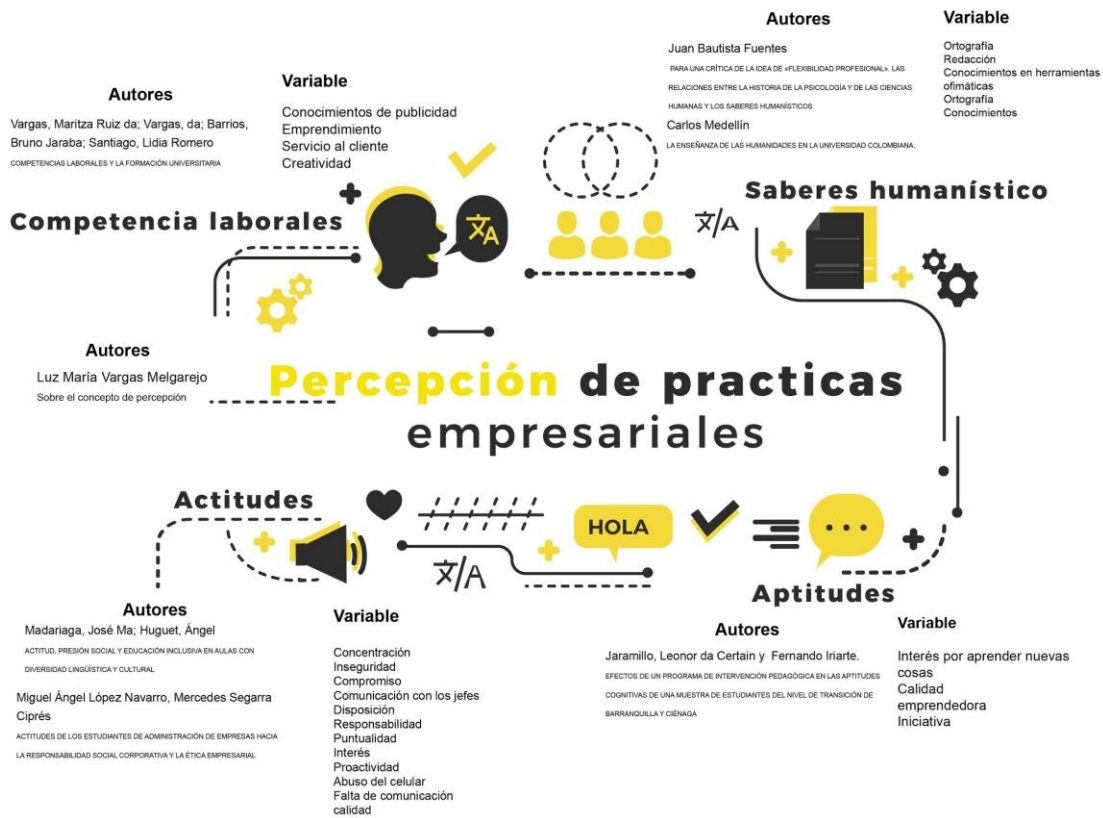 Autores
Vargas, Maritza Ruiz da; Vargas, da; Barrios,
Bruno Jaraba; Santiago, Lidia Romero
COMPETENCIAS LABORALES Y LA FORMACIÓN UNIVERSITARIA
Variable
Conocimientos de publicidad
Emprendimiento
Servicio al cliente
Creatividad
Competencia laborales
文A
Autores
Juan Bautista Fuentes
PARA UNA CRÍTICA DE LA IDEA DE «FLEXIBILIDAD PROFESIONAL». LAS
RELACIONES ENTRE LA HISTORIA DE LA PSICOLOGÍA Y DE LAS CIENCIAS
HUMANAS Y LOS SABERES HUMANÍSTICOS
Carlos Medellín
LA ENSEÑANZA DE LAS HUMANIDADES EN LA UNIVERSIDAD COLOMBIANA.
Variable
Ortografía
Redacción
Conocimientos en herramientas
ofimáticas
Ortografía
Conocimientos
文/A
Saberes humanístico
Autores
Luz María Vargas Melgarejo
Sobre el concepto de percepción
Percepción de practicas
empresariales
Actitudes
文/A
HOLA
Aptitudes
Autores
Madariaga, José Ma; Huguet, Ángel
ACTITUD, PRESIÓN SOCIAL Y EDUCACIÓN INCLUSIVA EN AULAS CON
DIVERSIDAD LINGÜÍSTICA Y CULTURAL
Miguel Ángel López Navarro, Mercedes Segarra
Ciprés
ACTITUDES DE LOS ESTUDIANTES DE ADMINISTRACIÓN DE EMPRESAS HACIA
LA RESPONSABILIDAD SOCIAL CORPORATIVA Y LA ÉTICA EMPRESARIAL
Variable
Concentración
Inseguridad
Compromiso
Comunicación con los jefes
Disposición
Responsabilidad
Puntualidad
Interés
Proactividad
Abuso del celular
Falta de comunicación
calidad
Autores
Jaramillo, Leonor da Certain y Fernando Iriarte.
EFECTOS DE UN PROGRAMA DE INTERVENCIÓN PEDAGÓGICA EN LAS APTITUDES
COGNITIVAS DE UNA MUESTRA DE ESTUDIANTES DEL NIVEL DE TRANSICIÓN DE
BARRANQUILLA Y CIÉNAGA
Variable
Interés por aprender nuevas
cosas
Calidad
emprendedora
Iniciativa